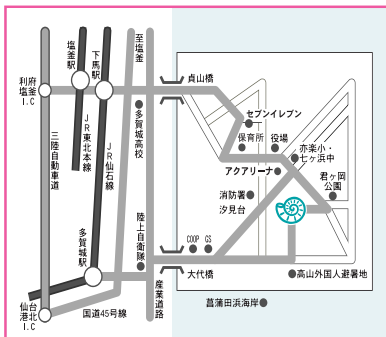 塩釜駅
下馬駅
至塩釜
利府
塩釜
I.C
貞山橋
多賀城高校
セブンイレブン
保育所
役場
亦楽小・
七ヶ浜中
JR東北本線
JR仙石線
三陸自動車道
アクアリーナ
君ヶ岡
公園
消防署
汐見台
陸上自衛隊
多賀城駅
COOP
GS
大代橋
高山外国人避暑地
産業道路
国道45号線
仙台
港北
I.C
菖蒲田浜海岸